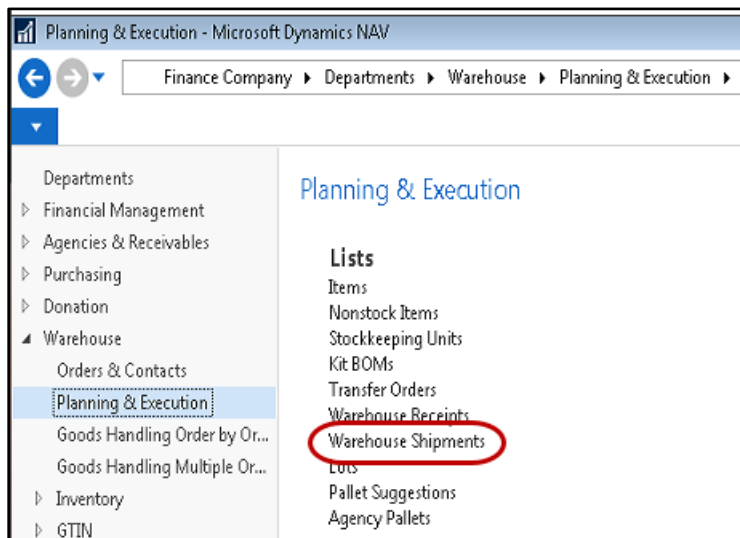 Planning & Execution - Microsoft Dynamics NAV
Finance Company ▸ Departments ▸ Warehouse ▸ Planning & Execution ▸
Departments
Financial Management
Agencies & Receivables
Purchasing
Donation
Warehouse
Orders & Contacts
Planning & Execution
Goods Handling Order by Or...
Goods Handling Multiple Or...
Inventory
GTIN
Planning & Execution
Lists
Items
Nonstock Items
Stockkeeping Units
Kit BOMs
Transfer Orders
Warehouse Receipts
Warehouse Shipments
Lots
Pallet Suggestions
Agency Pallets